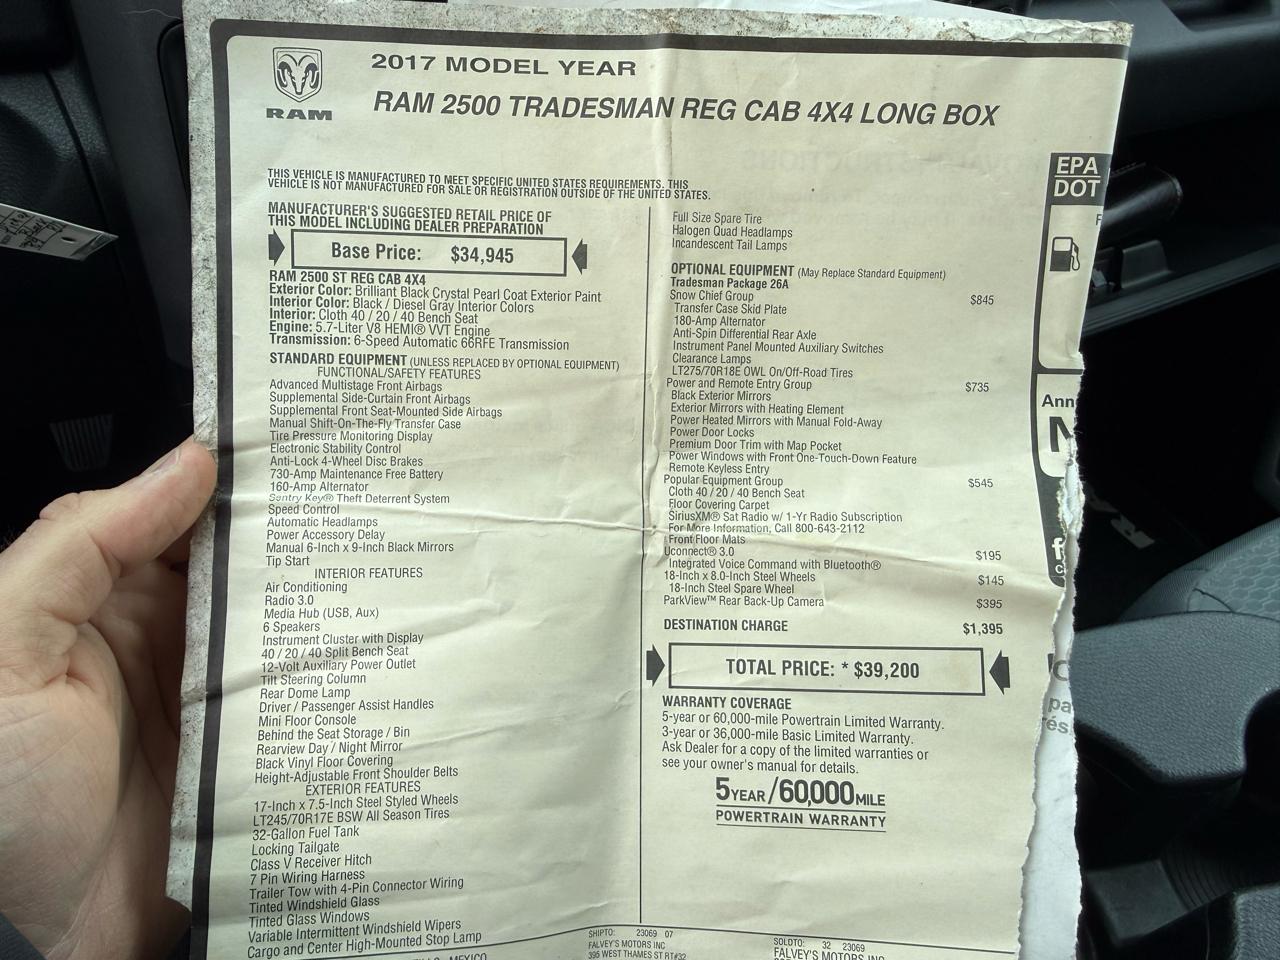 RAM
2017 MODEL YEAR
RAM 2500 TRADESMAN REG CAB 4X4 LONG BOX
THIS VEHICLE IS MANUFACTURED TO MEET SPECIFIC UNITED STATES REQUIREMENTS. THIS
VEHICLE IS NOT MANUFACTURED FOR SALE OR REGISTRATION OUTSIDE OF THE UNITED STATES.
MANUFACTURER'S SUGGESTED RETAIL PRICE OF
THIS MODEL INCLUDING DEALER PREPARATION
Base Price: $34,945
RAM 2500 ST REG CAB 4X4
Exterior Color: Brilliant Black Crystal Pearl Coat Exterior Paint
Interior Color: Black / Diesel Gray Interior Colors
Interior: Cloth 40 / 20 / 40 Bench Seat
Engine: 5.7-Liter V8 HEMI® VVT Engine
Transmission: 6-Speed Automatic 66RFE Transmission
STANDARD EQUIPMENT (UNLESS REPLACED BY OPTIONAL EQUIPMENT)
FUNCTIONAL/SAFETY FEATURES
Advanced Multistage Front Airbags
Supplemental Side-Curtain Front Airbags
Supplemental Front Seat-Mounted Side Airbags
Manual Shift-On-The-Fly Transfer Case
Tire Pressure Monitoring Display
Electronic Stability Control
Anti-Lock 4-Wheel Disc Brakes
730-Amp Maintenance Free Battery
160-Amp Alternator
Sentry Key® Theft Deterrent System
Speed Control
Automatic Headlamps
Power Accessory Delay
Manual 6-Inch x 9-Inch Black Mirrors
Tip Start
INTERIOR FEATURES
Air Conditioning
Radio 3.0
Media Hub (USB, Aux)
6 Speakers
Instrument Cluster with Display
40 / 20 / 40 Split Bench Seat
12-Volt Auxiliary Power Outlet
Tilt Steering Column
Rear Dome Lamp
Driver / Passenger Assist Handles
Mini Floor Console
Behind the Seat Storage / Bin
Rearview Day / Night Mirror
Black Vinyl Floor Covering
Height-Adjustable Front Shoulder Belts
EXTERIOR FEATURES
17-Inch x 7.5-Inch Steel Styled Wheels
LT245/70R17E BSW All Season Tires
32-Gallon Fuel Tank
Locking Tailgate
Class V Receiver Hitch
7 Pin Wiring Harness
Trailer Tow with 4-Pin Connector Wiring
Tinted Windshield Glass
Tinted Glass Windows
Variable Intermittent Windshield Wipers
Cargo and Center High-Mounted Stop Lamp
Full Size Spare Tire
Halogen Quad Headlamps
Incandescent Tail Lamps
OPTIONAL EQUIPMENT (May Replace Standard Equipment)
Tradesman Package 26A
Snow Chief Group $845
Transfer Case Skid Plate
180-Amp Alternator
Anti-Spin Differential Rear Axle
Instrument Panel Mounted Auxiliary Switches
Clearance Lamps
LT275/70R18E OWL On/Off-Road Tires
Power and Remote Entry Group $735
Black Exterior Mirrors
Exterior Mirrors with Heating Element
Power Heated Mirrors with Manual Fold-Away
Power Door Locks
Premium Door Trim with Map Pocket
Power Windows with Front One-Touch-Down Feature
Remote Keyless Entry
Popular Equipment Group $545
Cloth 40 / 20 / 40 Bench Seat
Floor Covering Carpet
SiriusXM® Sat Radio w/ 1-Yr Radio Subscription
For More Information, Call 800-643-2112
Front Floor Mats
Uconnect® 3.0 $195
Integrated Voice Command with Bluetooth®
18-Inch x 8.0-Inch Steel Wheels $145
18-Inch Steel Spare Wheel
ParkView™ Rear Back-Up Camera $395
DESTINATION CHARGE $1,395
TOTAL PRICE: * $39,200
WARRANTY COVERAGE
5-year or 60,000-mile Powertrain Limited Warranty.
3-year or 36,000-mile Basic Limited Warranty.
Ask Dealer for a copy of the limited warranties or
see your owner's manual for details.
5 YEAR / 60,000 MILE
POWERTRAIN WARRANTY
MEXICO
SHIPTO: 23069 07
FALVEY'S MOTORS INC
395 WEST THAMES ST RT#32
SOLDTO: 32 23069
FALVEY'S MOTORS INC
EPA
DOT
F
Ann